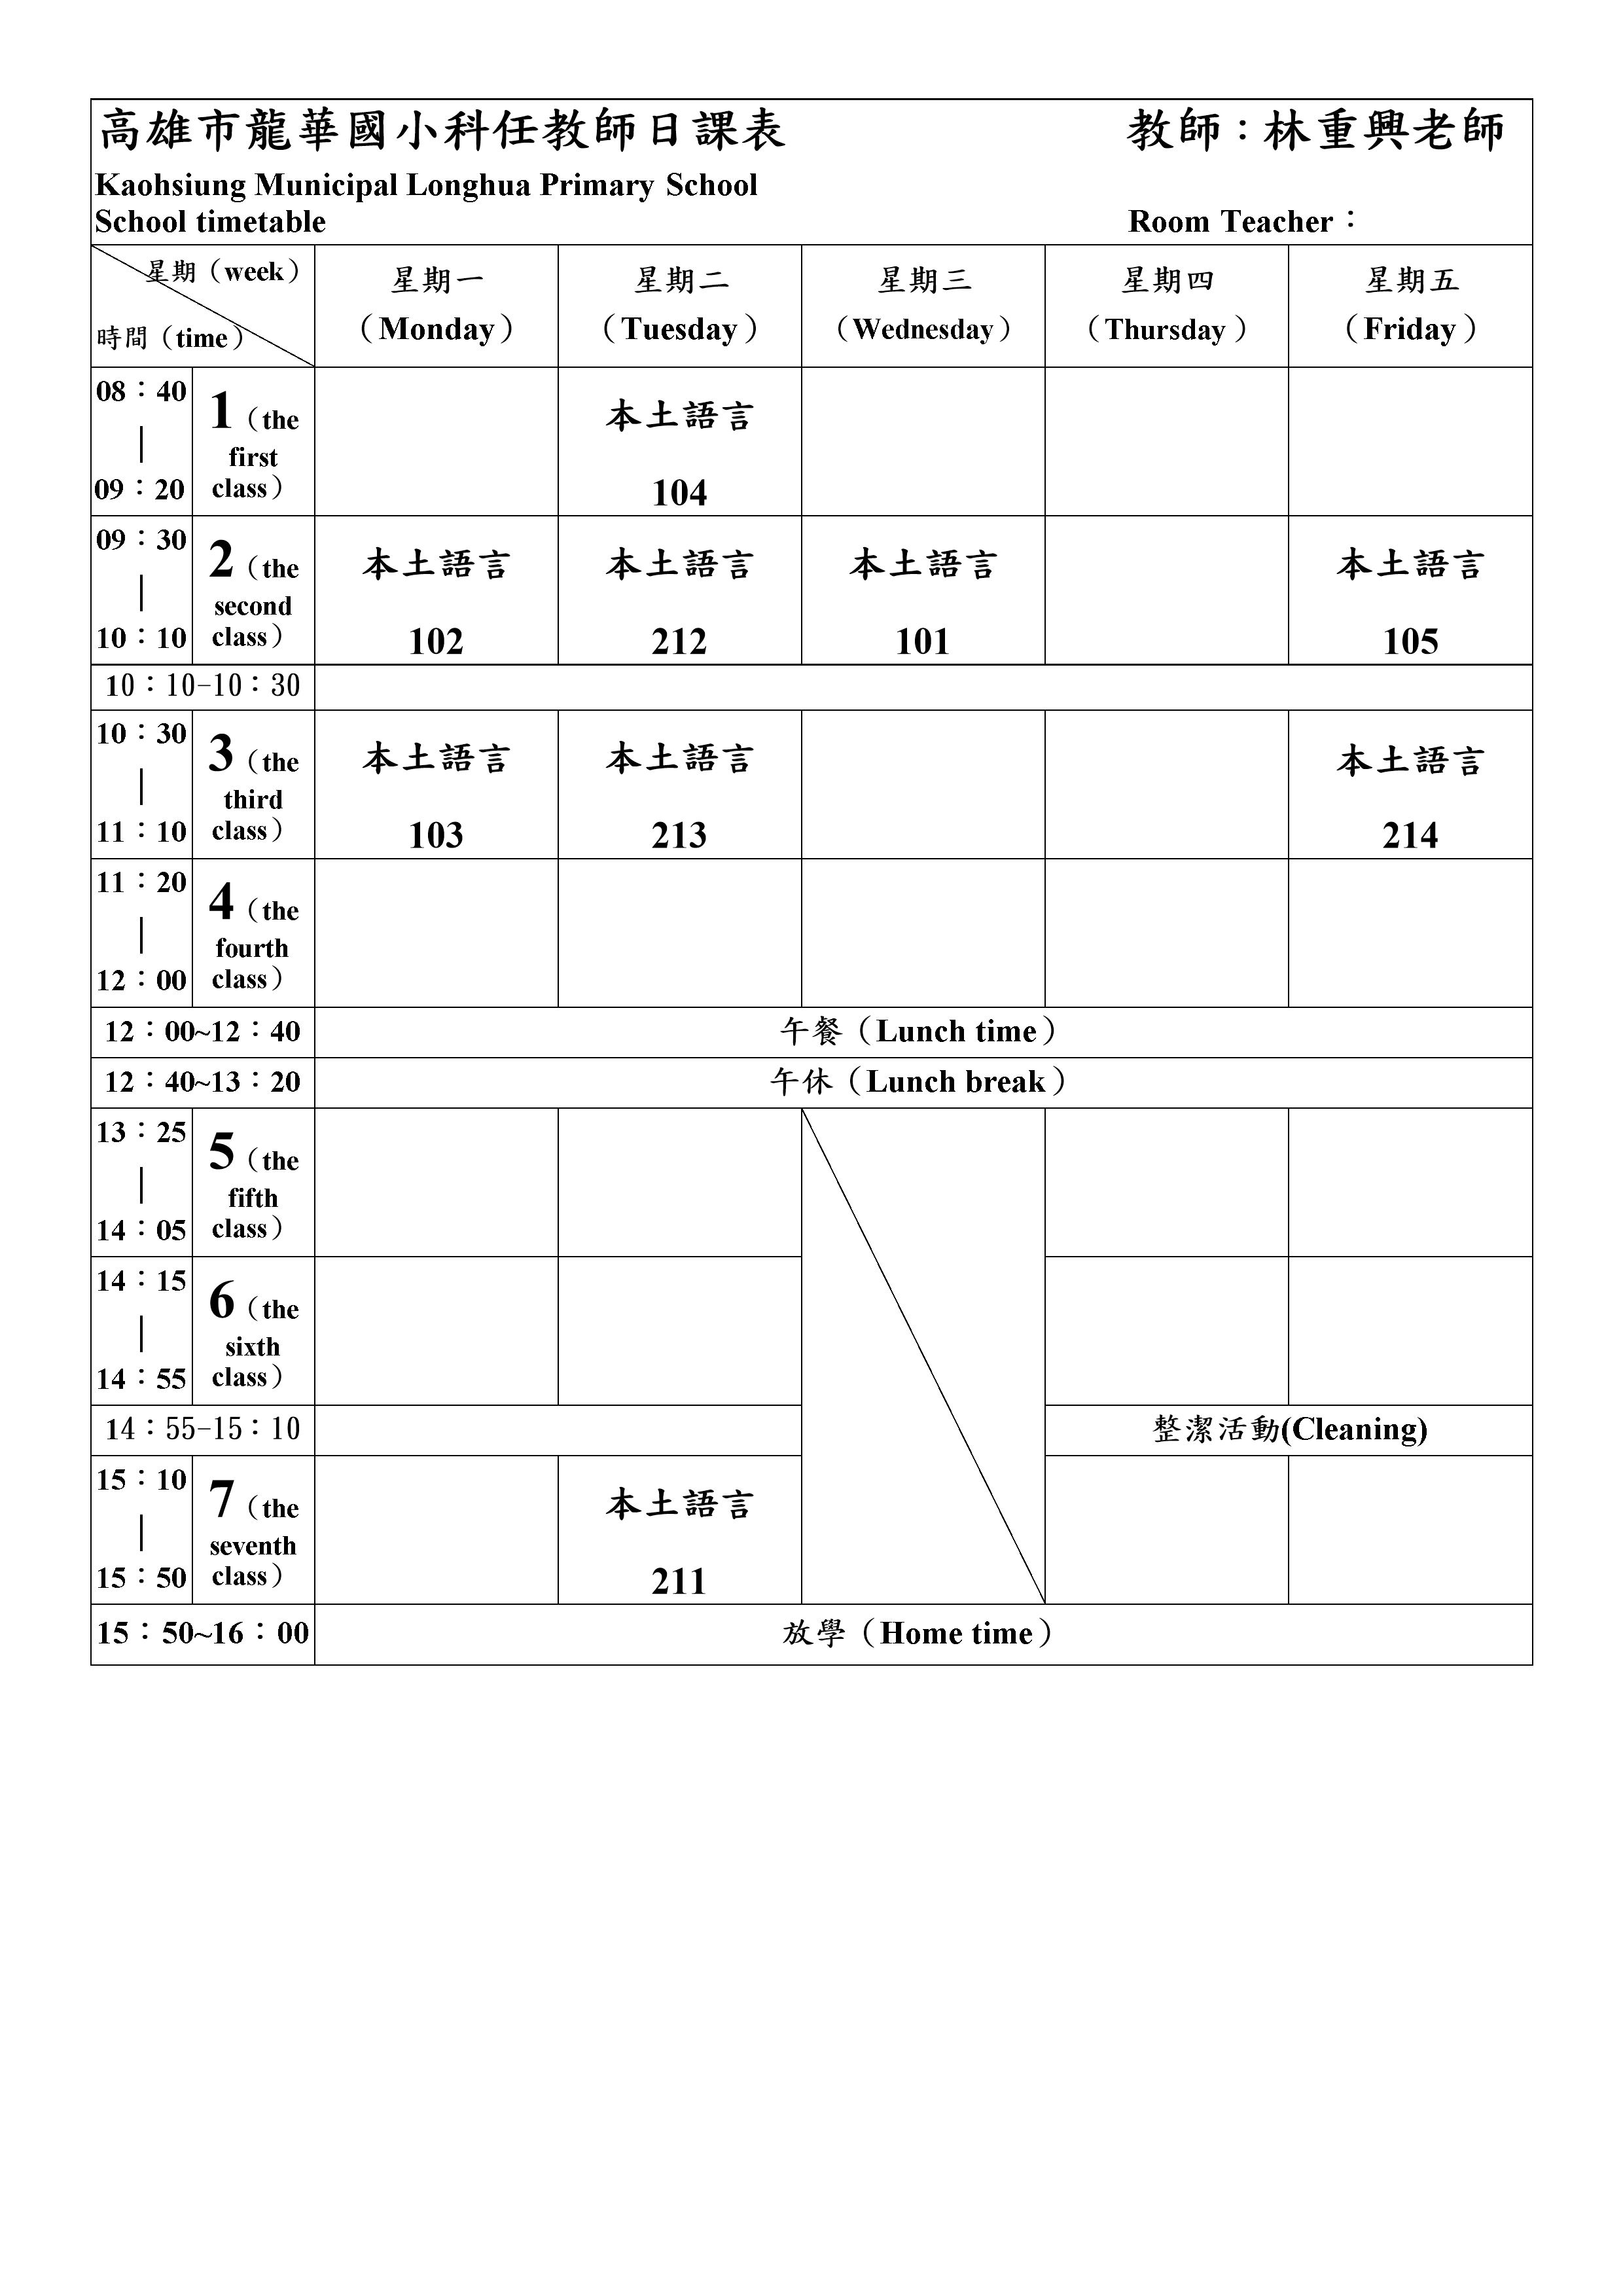 高雄市龍華國小科任教師日課表 教師：林重興老師
Kaohsiung Municipal Longhua Primary School
School timetable Room Teacher：
星期（week）
時間（time）
星期一 星期二 星期三 星期四 星期五
（Monday） （Tuesday） （Wednesday） （Thursday） （Friday）
08：40
|
09：20
1（the
first
class）
本土語言
104
09：30
|
10：10
2（the
second
class）
本土語言 本土語言 本土語言 本土語言
102 212 101 105
10：10-10：30
10：30
|
11：10
3（the
third
class）
本土語言 本土語言 本土語言
103 213 214
11：20
|
12：00
4（the
fourth
class）
12：00~12：40 午餐（Lunch time）
12：40~13：20 午休（Lunch break）
13：25
|
14：05
5（the
fifth
class）
14：15
|
14：55
6（the
sixth
class）
14：55-15：10 整潔活動(Cleaning)
15：10
|
15：50
7（the
seventh
class）
本土語言
211
15：50~16：00 放學（Home time）